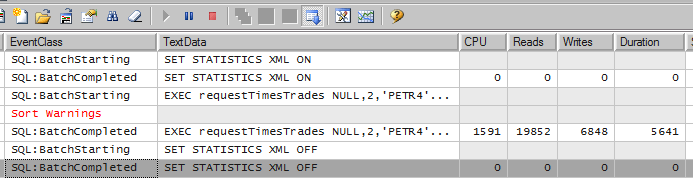 EventClass TextData CPU Reads Writes Duration
SQL:BatchStarting SET STATISTICS XML ON
SQL:BatchCompleted SET STATISTICS XML ON 0 0 0 0
SQL:BatchStarting EXEC requestTimesTrades NULL,2,'PETR4'...
Sort Warnings
SQL:BatchCompleted EXEC requestTimesTrades NULL,2,'PETR4'... 1591 19852 6848 5641
SQL:BatchStarting SET STATISTICS XML OFF
SQL:BatchCompleted SET STATISTICS XML OFF 0 0 0 0